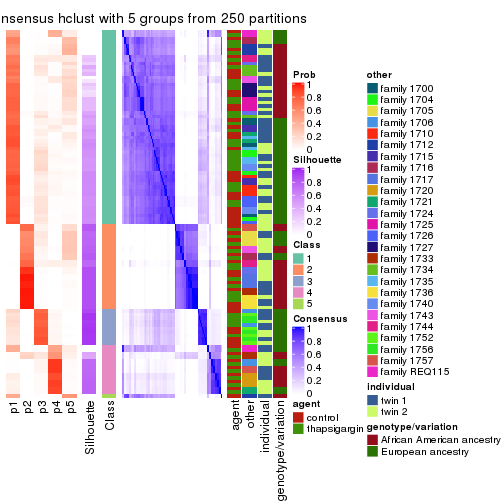 nsensus hclust with 5 groups from 250 partitions
Prob
1
0.8
0.6
0.4
0.2
0
Silhouette
1
0.8
0.6
0.4
0.2
0
Class
1
2
3
4
5
Consensus
1
0.8
0.6
0.4
0.2
0
agent
control
thapsigargin
other
family 1700
family 1704
family 1705
family 1706
family 1710
family 1712
family 1715
family 1716
family 1717
family 1720
family 1721
family 1724
family 1725
family 1726
family 1727
family 1733
family 1734
family 1735
family 1736
family 1740
family 1743
family 1744
family 1752
family 1756
family 1757
family REQ115
individual
twin 1
twin 2
genotype/variation
African American ancestry
European ancestry
p1
p2
p3
p4
p5
Silhouette
Class
agent
other
individual
genotype/variation